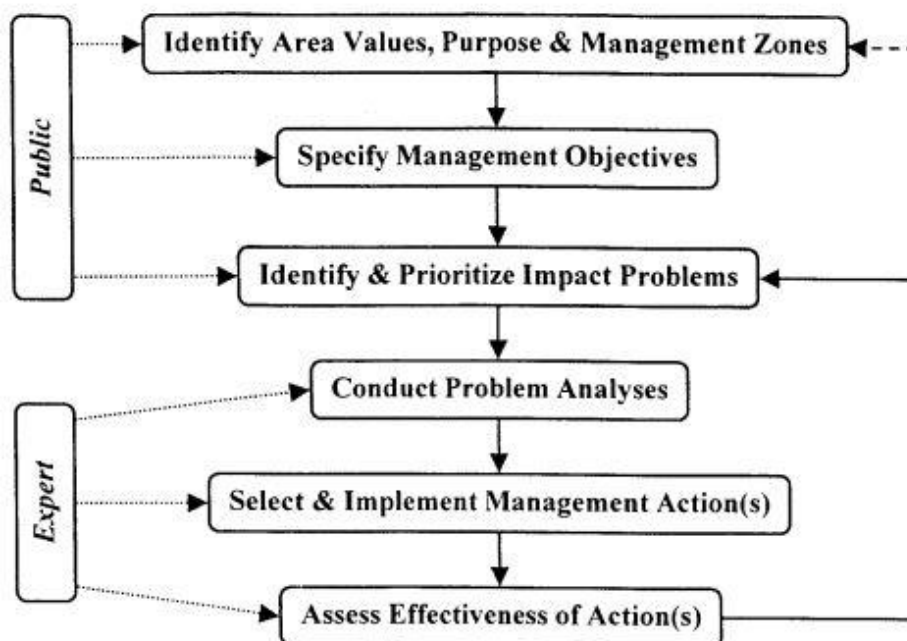 Public
Identify Area Values, Purpose & Management Zones
Specify Management Objectives
Identify & Prioritize Impact Problems
Expert
Conduct Problem Analyses
Select & Implement Management Action(s)
Assess Effectiveness of Action(s)